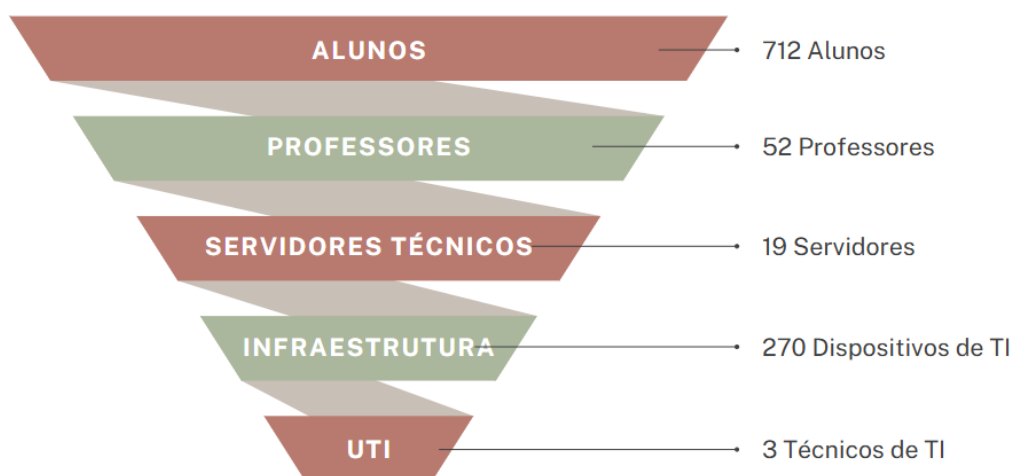 ALUNOS
712 Alunos
PROFESSORES
52 Professores
SERVIDORES TÉCNICOS
19 Servidores
INFRAESTRUTURA
270 Dispositivos de TI
UTI
3 Técnicos de TI